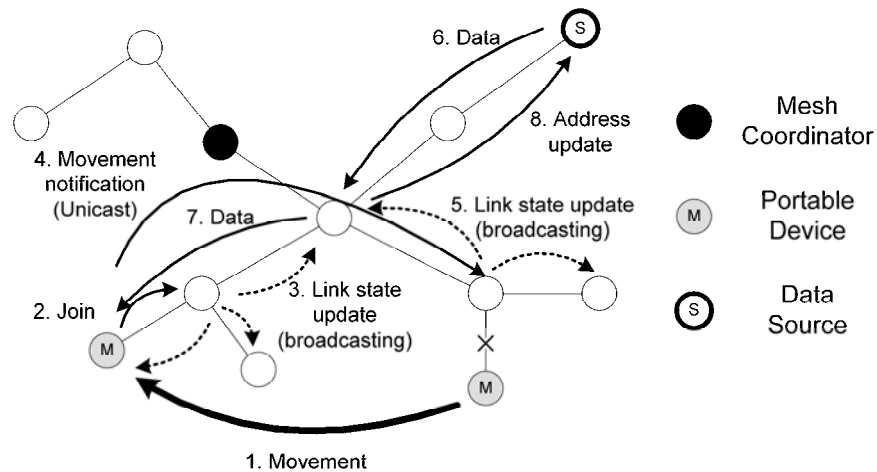 6. Data
S
8. Address
update
4. Movement
notification
(Unicast)
7. Data
5. Link state update
(broadcasting)
2. Join
3. Link state
update
(broadcasting)
M
M
1. Movement
Mesh
Coordinator
M
Portable
Device
S
Data
Source